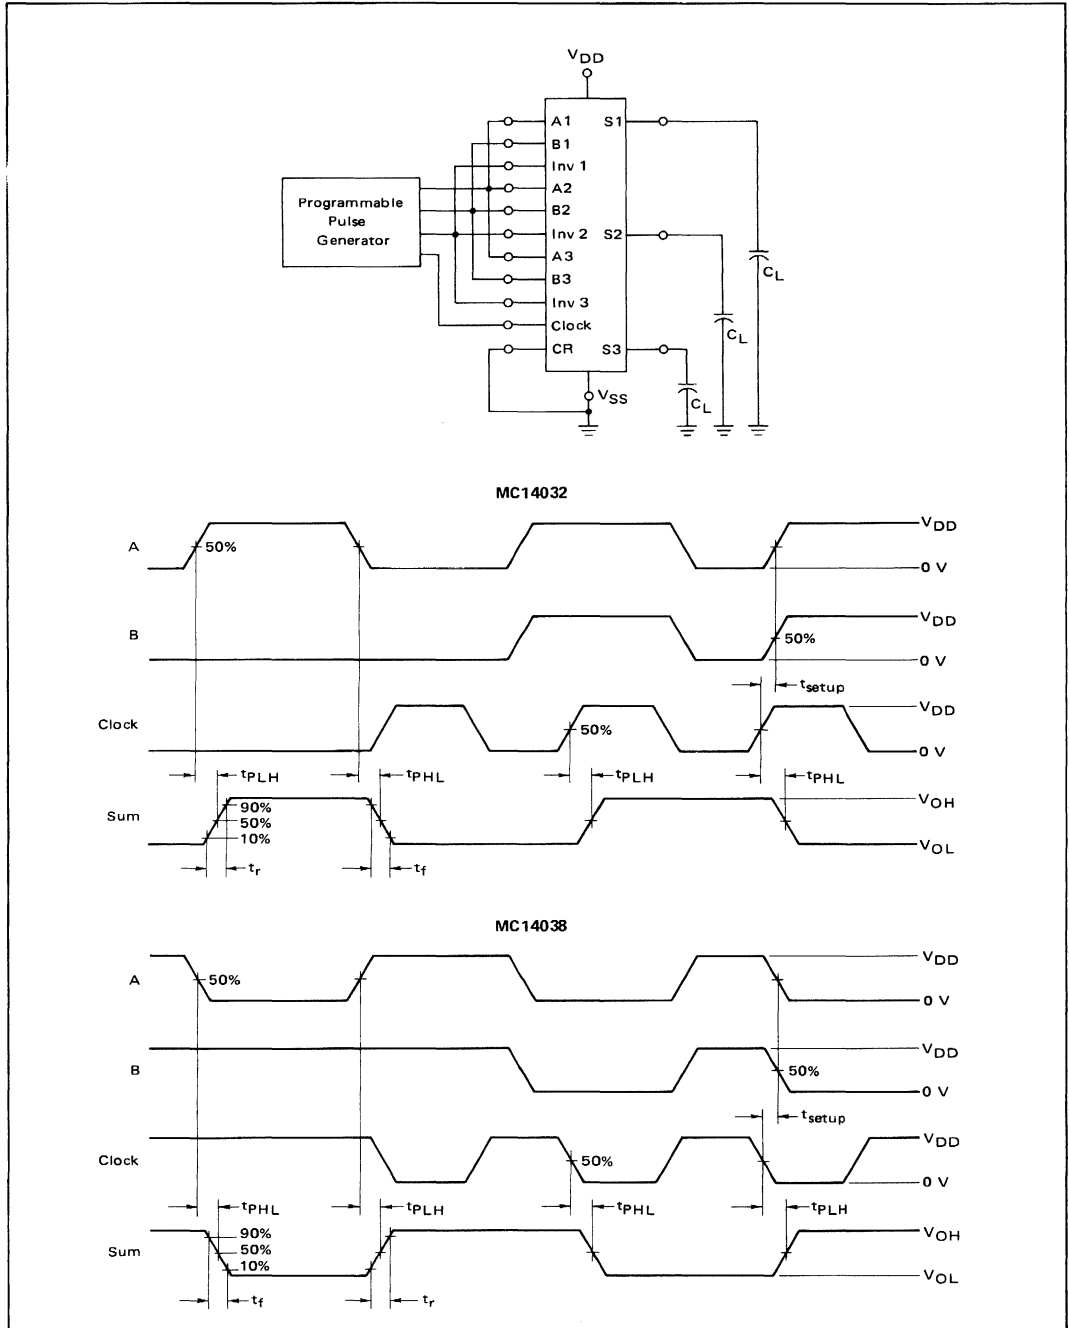 VDD
A1 S1
B1
Inv 1
A2
B2
Inv 2 S2
A3
B3
Inv 3
Clock
CR S3
Programmable
Pulse
Generator
CL
CL
CL
VSS
MC14032
A 50% VDD
0 V
B VDD
50%
0 V
tsetup
Clock VDD
50%
0 V
tPLH tPHL tPLH tPHL
Sum 90% VOH
50%
10% VOL
tr tf
MC14038
A 50% VDD
0 V
B VDD
50%
0 V
tsetup
Clock VDD
50%
0 V
tPHL tPLH tPHL tPLH
Sum 90% VOH
50%
10% VOL
tf tr